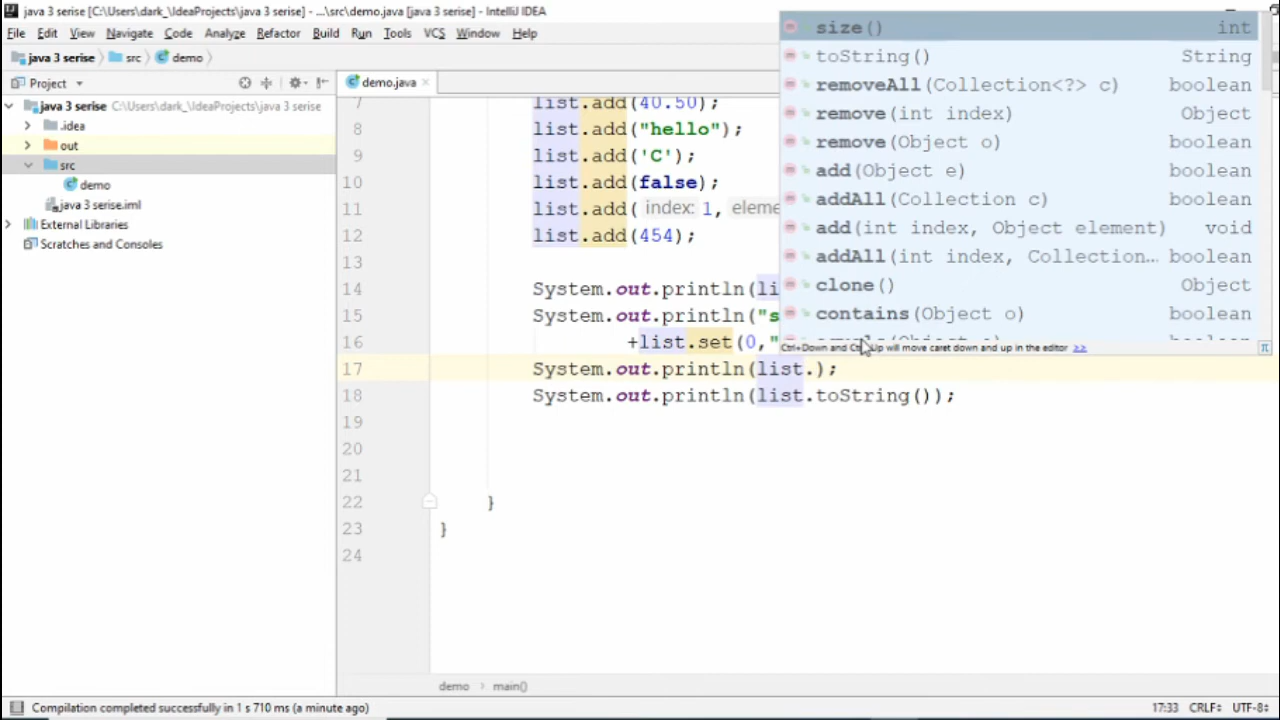 java 3 serise [C:\Users\dark_\IdeaProjects\java 3 serise] - ...\src\demo.java [java 3 serise] - IntelliJ IDEA
File Edit View Navigate Code Analyze Refactor Build Run Tools VCS Window Help
java 3 serise src demo
Project
demo.java
java 3 serise C:\Users\dark_\IdeaProjects\java 3 serise
.idea
out
src
demo
java 3 serise.iml
External Libraries
Scratches and Consoles
7 list.add(40.50);
8 list.add("hello");
9 list.add('C');
10 list.add(false);
11 list.add( index: 1, eleme
12 list.add(454);
13
14 System.out.println(li
15 System.out.println("s
16 +list.set(0,"
17 System.out.println(list.);
18 System.out.println(list.toString());
19
20
21
22 }
23 }
24
size() int
toString() String
removeAll(Collection<?> c) boolean
remove(int index) Object
remove(Object o) boolean
add(Object e) boolean
addAll(Collection c) boolean
add(int index, Object element) void
addAll(int index, Collection... boolean
clone() Object
contains(Object o) boolean
Ctrl+Down and Ctrl+Up will move caret down and up in the editor >>
π
demo › main()
Compilation completed successfully in 1 s 710 ms (a minute ago)
17:33 CRLF÷ UTF-8÷